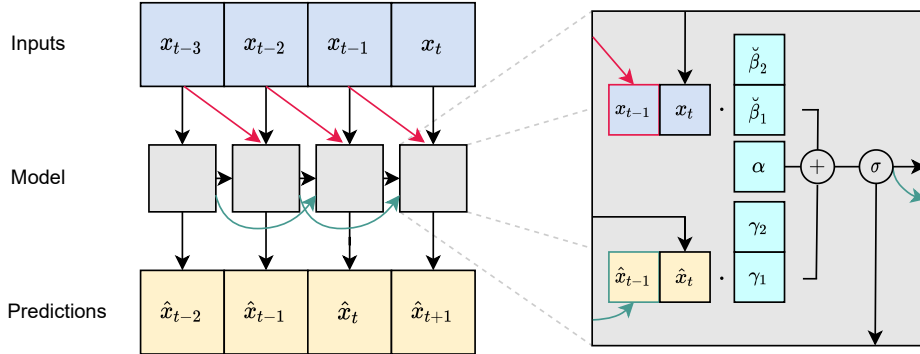 Inputs
x_{t−3} x_{t−2} x_{t−1} x_t
Model
Predictions
x̂_{t−2} x̂_{t−1} x̂_t x̂_{t+1}
β̆_2
x_{t−1} x_t · β̆_1
α + σ
γ_2
x̂_{t−1} x̂_t · γ_1